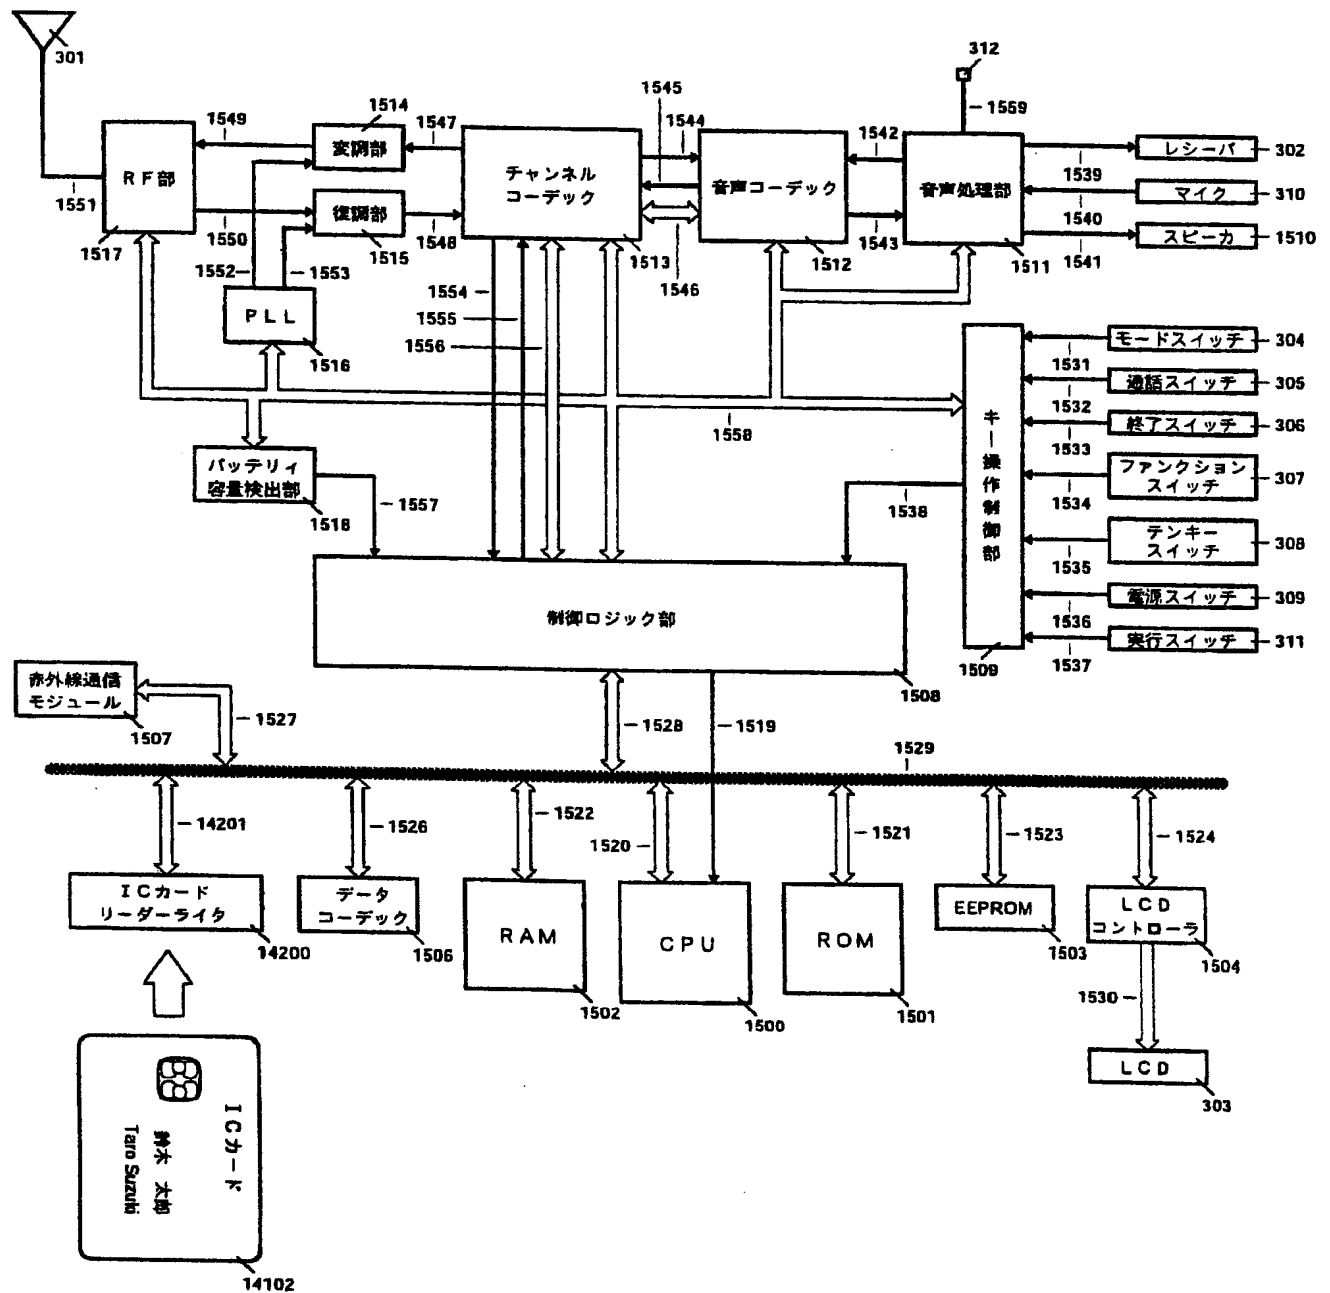 301
312
1559
1545
1544
1542
1549
1514
1547
変調部
RF部
チャンネル
コーデック
音声コーデック
音声処理部
レシーバ
302
1539
マイク
310
1540
スピーカ
1510
1541
1551
復調部
1550
1548
1543
1517
1515
1513
1512
1511
1552
1553
1546
PLL
1516
1554
1555
1556
1558
キー操作制御部
モードスイッチ
304
1531
通話スイッチ
305
1532
終了スイッチ
306
1533
ファンクション
スイッチ
307
1534
テンキー
スイッチ
308
1535
電源スイッチ
309
1536
実行スイッチ
311
1537
1509
バッテリィ
容量検出部
1518
1557
1538
制御ロジック部
1508
赤外線通信
モジュール
1507
1527
1528
1519
1529
14201
1526
1522
1520
1521
1523
1524
ICカード
リーダーライタ
14200
データ
コーデック
1506
RAM
1502
CPU
1500
ROM
1501
EEPROM
1503
LCD
コントローラ
1504
1530
LCD
303
ICカード
鈴木 太郎
Taro Suzuki
14102